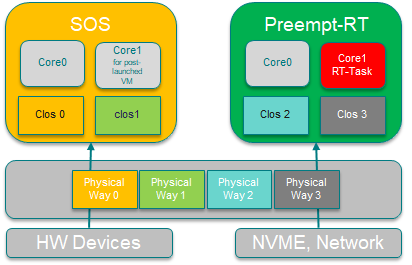 SOS
Core0
Core1
for post-
launched
VM
Clos 0
clos1
Preempt-RT
Core0
Core1
RT-Task
Clos 2
Clos 3
Physical
Way 0
Physical
Way 1
Physical
Way 2
Physical
Way 3
HW Devices
NVME, Network